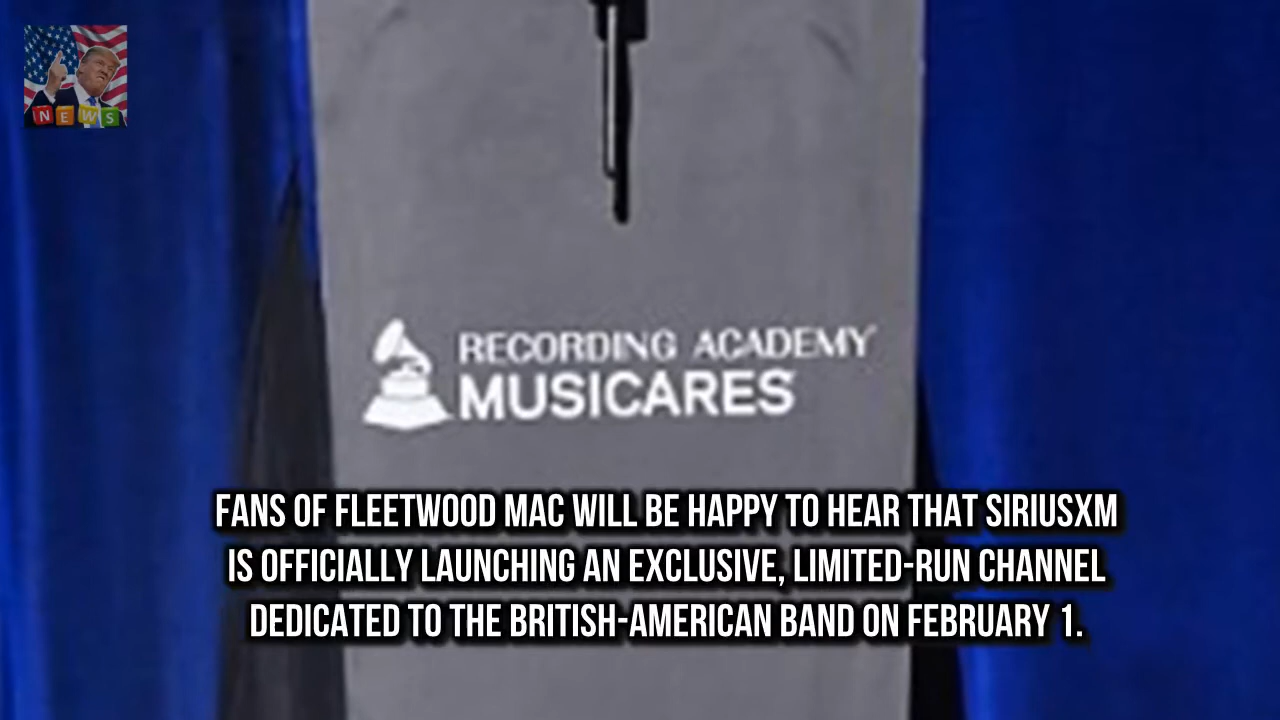 NEWS
RECORDING ACADEMY
MUSICARES
FANS OF FLEETWOOD MAC WILL BE HAPPY TO HEAR THAT SIRIUSXM
IS OFFICIALLY LAUNCHING AN EXCLUSIVE, LIMITED-RUN CHANNEL
DEDICATED TO THE BRITISH-AMERICAN BAND ON FEBRUARY 1.